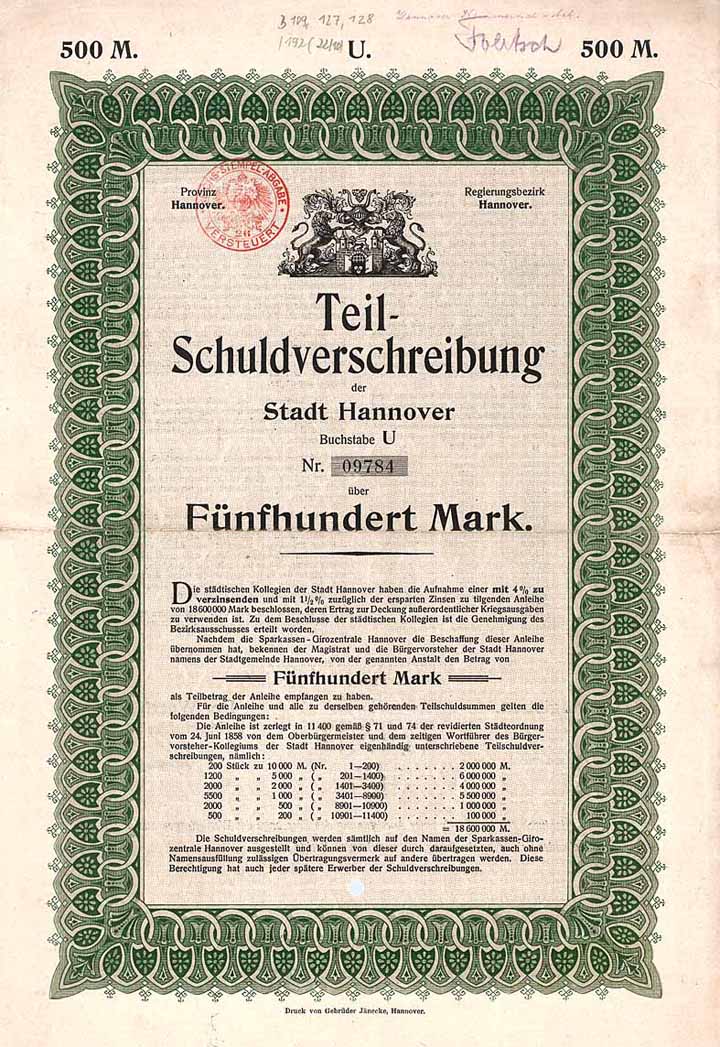 3 109, 127, 128
1192 (22/10)
500 M.
U.
500 M.
Provinz
Hannover.
STEMPEL-ABGABE
VERSTEUERT
Regierungsbezirk
Hannover.
Teil-
Schuldverschreibung
der
Stadt Hannover
Buchstabe U
Nr. 09784
über
Fünfhundert Mark.
Die städtischen Kollegien der Stadt Hannover haben die Aufnahme einer mit 4% zu
verzinsenden und mit 1½% zuzüglich der ersparten Zinsen zu tilgenden Anleihe
von 18600000 Mark beschlossen, deren Ertrag zur Deckung außerordentlicher Kriegsausgaben
zu verwenden ist. Zu dem Beschlusse der städtischen Kollegien ist die Genehmigung des
Bezirksausschusses erteilt worden.
Nachdem die Sparkassen-Girozentrale Hannover die Beschaffung dieser Anleihe
übernommen hat, bekennen der Magistrat und die Bürgervorsteher der Stadt Hannover
namens der Stadtgemeinde Hannover, von der genannten Anstalt den Betrag von
Fünfhundert Mark
als Teilbetrag der Anleihe empfangen zu haben.
Für die Anleihe und alle zu derselben gehörenden Teilschuldsummen gelten die
folgenden Bedingungen:
Die Anleihe ist zerlegt in 11400 gemäß § 71 und 74 der revidierten Städteordnung
vom 24. Juni 1858 von dem Oberbürgermeister und dem zeitigen Wortführer des Bürger-
vorsteher-Kollegiums der Stadt Hannover eigenhändig unterschriebene Teilschuldver-
schreibungen, nämlich:
200 Stück zu 10000 M. (Nr. 1—200) . . . . . . . . 2000000 M.
1200 „ „ 5000 „ („ 201—1400) . . . . . . . . 6000000 „
2000 „ „ 2000 „ („ 1401—3400) . . . . . . . . 4000000 „
5500 „ „ 1000 „ („ 3401—8900) . . . . . . . . 5500000 „
2000 „ „ 500 „ („ 8901—10900) . . . . . . . . 1000000 „
500 „ „ 200 „ („ 10901—11400) . . . . . . . . 100000 „
= 18600000 M.
Die Schuldverschreibungen werden sämtlich auf den Namen der Sparkassen-Giro-
zentrale Hannover ausgestellt und können von dieser durch daraufgesetzten, auch ohne
Namensausfüllung zulässigen Übertragungsvermerk auf andere übertragen werden. Diese
Berechtigung hat auch jeder spätere Erwerber der Schuldverschreibungen.
Druck von Gebrüder Jänecke, Hannover.